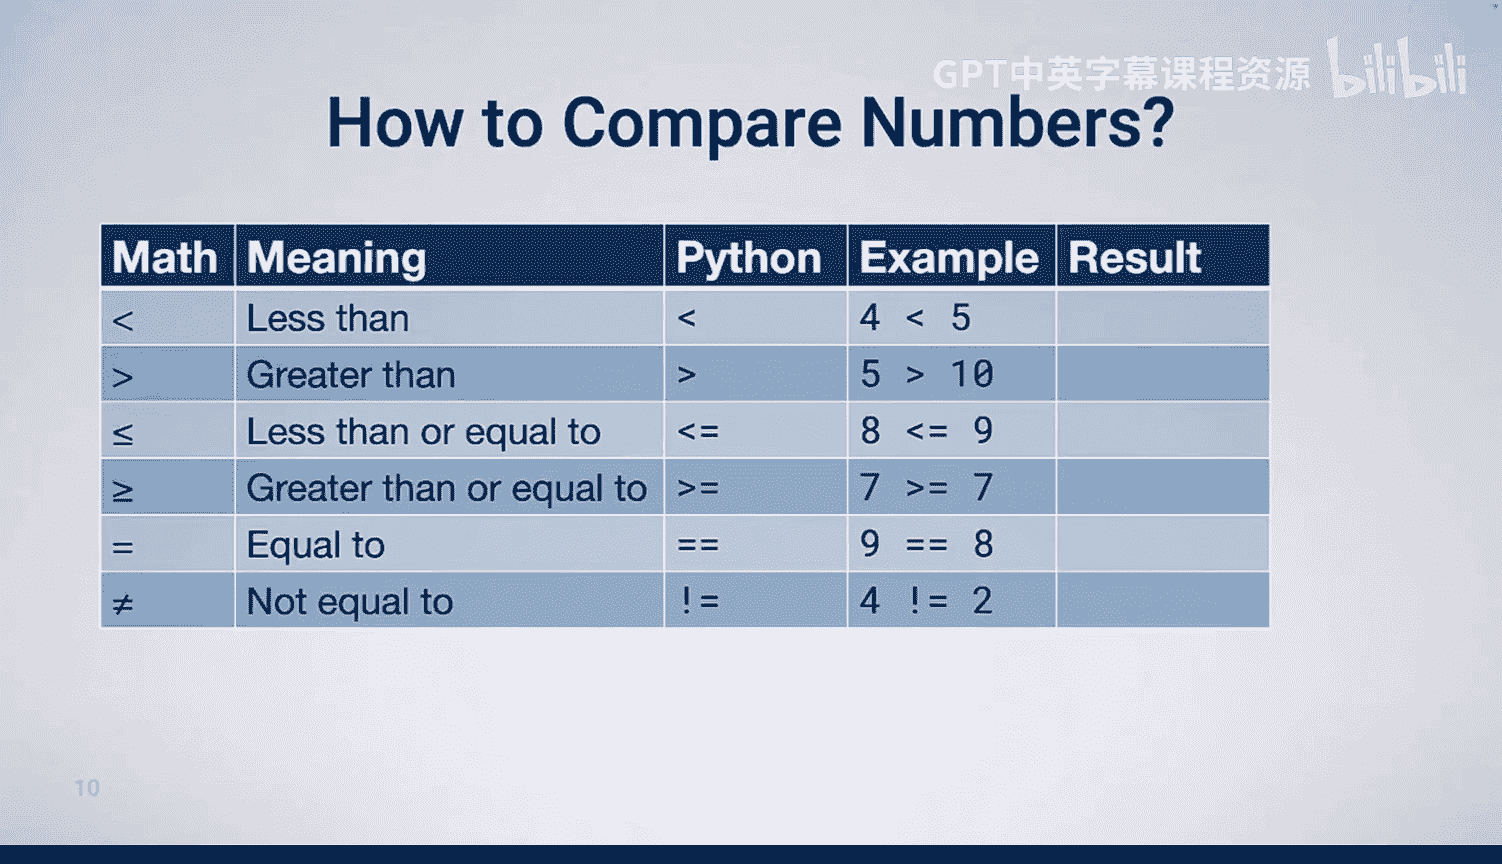 GPT中英字幕课程资源 bilibili
How to Compare Numbers?
Math Meaning Python Example Result
< Less than < 4 < 5
> Greater than > 5 > 10
≤ Less than or equal to <= 8 <= 9
≥ Greater than or equal to >= 7 >= 7
= Equal to == 9 == 8
≠ Not equal to != 4 != 2
10